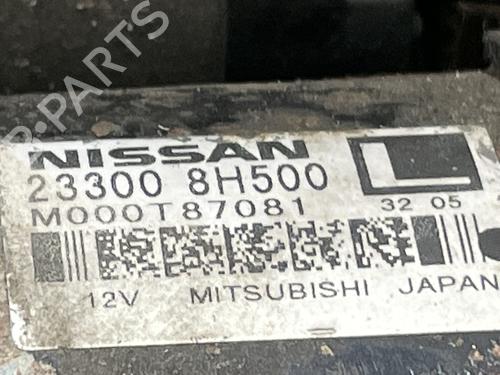 NISSAN L
23300 8H500
M000T87081 32 05
12V MITSUBISHI JAPAN
B-PARTS